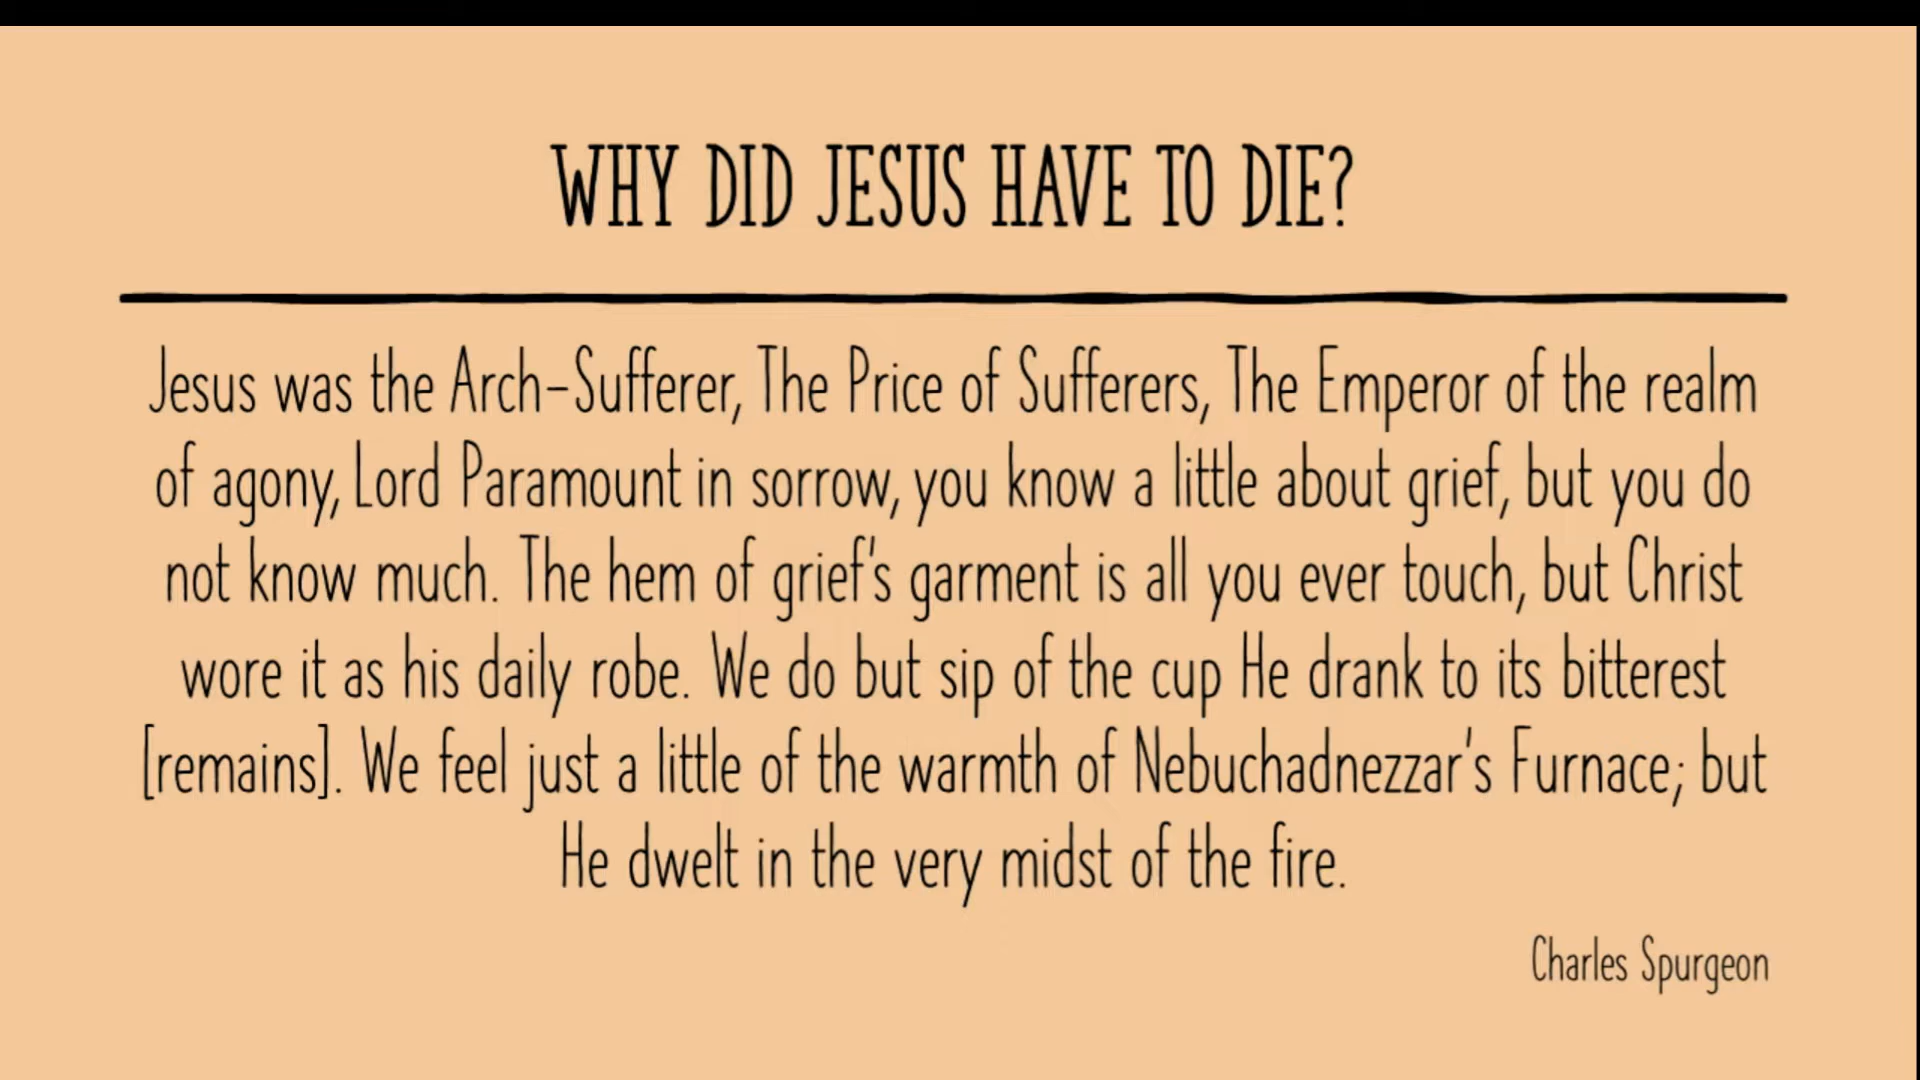 WHY DID JESUS HAVE TO DIE?
Jesus was the Arch-Sufferer, The Price of Sufferers, The Emperor of the realm
of agony, Lord Paramount in sorrow, you know a little about grief, but you do
not know much. The hem of grief's garment is all you ever touch, but Christ
wore it as his daily robe. We do but sip of the cup He drank to its bitterest
[remains]. We feel just a little of the warmth of Nebuchadnezzar's Furnace; but
He dwelt in the very midst of the fire.
Charles Spurgeon